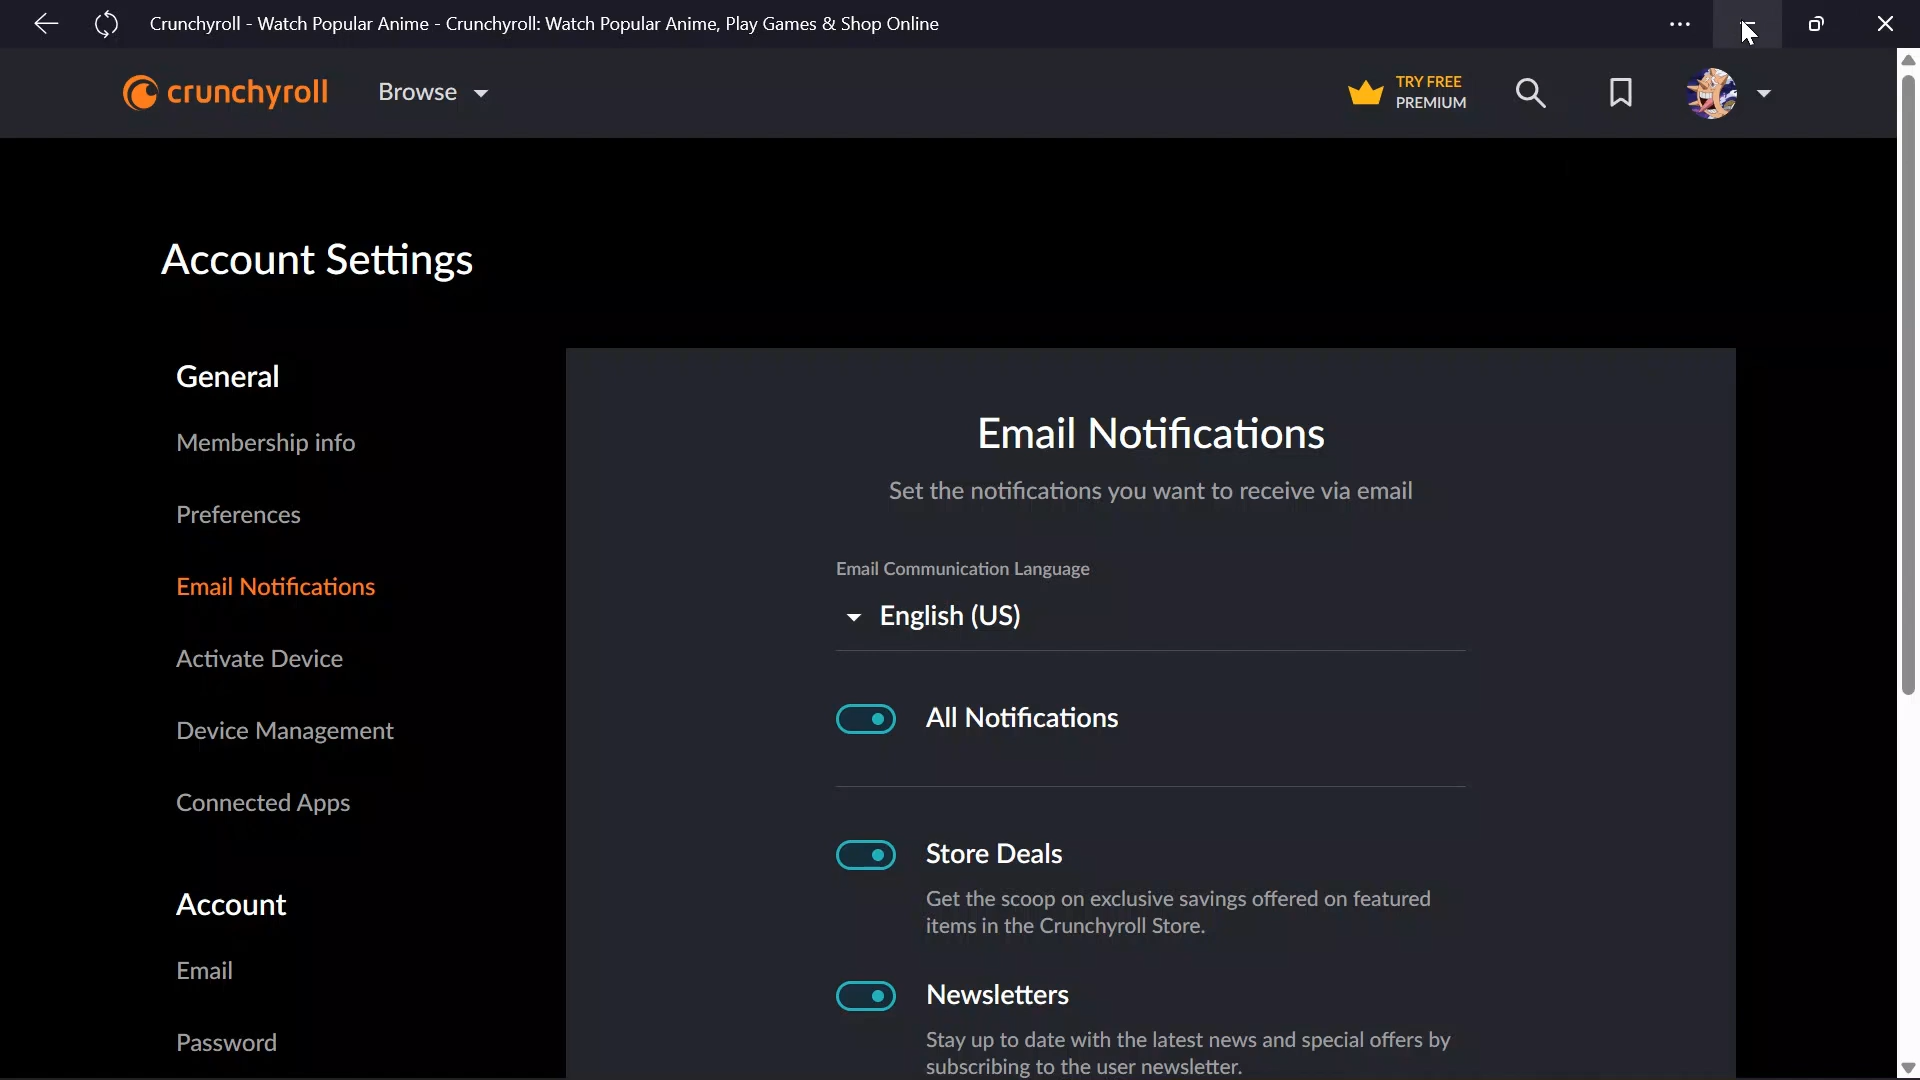 Crunchyroll - Watch Popular Anime - Crunchyroll: Watch Popular Anime, Play Games & Shop Online
crunchyroll
Browse
TRY FREE
PREMIUM
Account Settings
General
Membership info
Preferences
Email Notifications
Activate Device
Device Management
Connected Apps
Account
Email
Password
Email Notifications
Set the notifications you want to receive via email
Email Communication Language
English (US)
All Notifications
Store Deals
Get the scoop on exclusive savings offered on featured
items in the Crunchyroll Store.
Newsletters
Stay up to date with the latest news and special offers by
subscribing to the user newsletter.